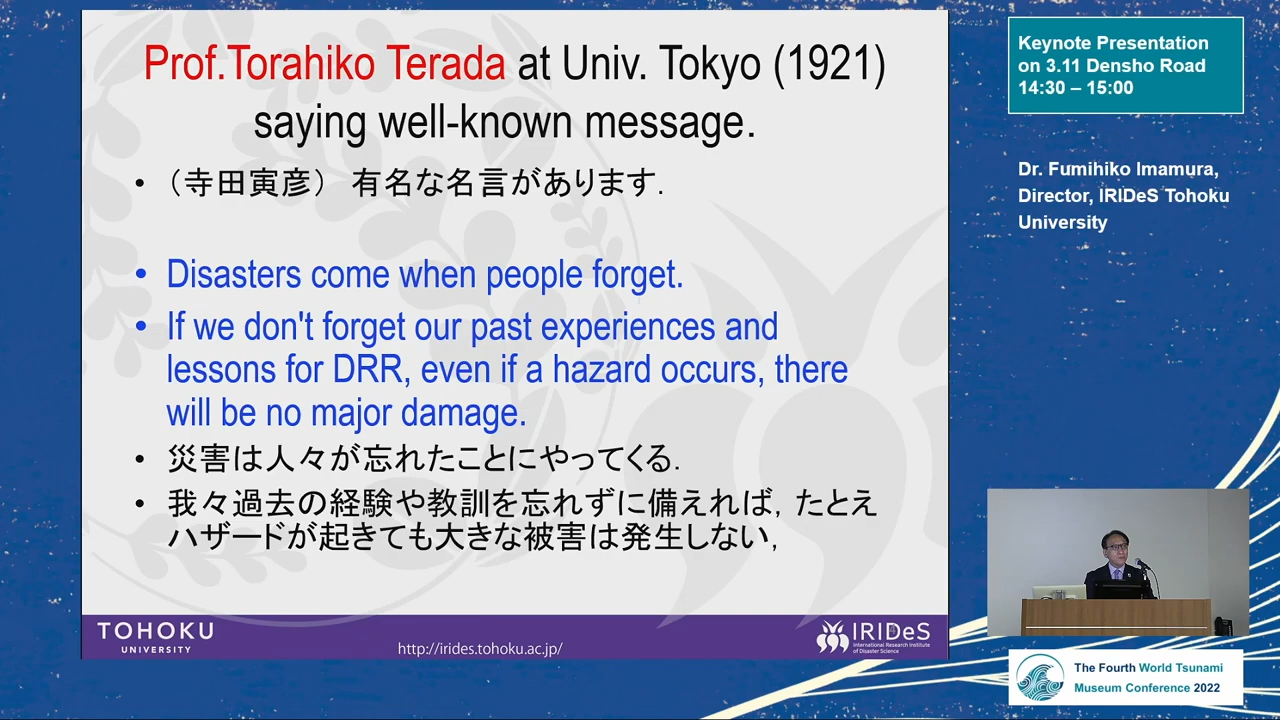 Prof.Torahiko Terada at Univ. Tokyo (1921)
saying well-known message.
• （寺田寅彦） 有名な名言があります.
• Disasters come when people forget.
• If we don't forget our past experiences and
lessons for DRR, even if a hazard occurs, there
will be no major damage.
• 災害は人々が忘れたことにやってくる.
• 我々過去の経験や教訓を忘れずに備えれば, たとえ
ハザードが起きても大きな被害は発生しない,
TOHOKU
UNIVERSITY
http://irides.tohoku.ac.jp/
IRIDeS
International Research Institute
of Disaster Science
Keynote Presentation
on 3.11 Densho Road
14:30 – 15:00
Dr. Fumihiko Imamura,
Director, IRIDeS Tohoku
University
The Fourth World Tsunami
Museum Conference 2022